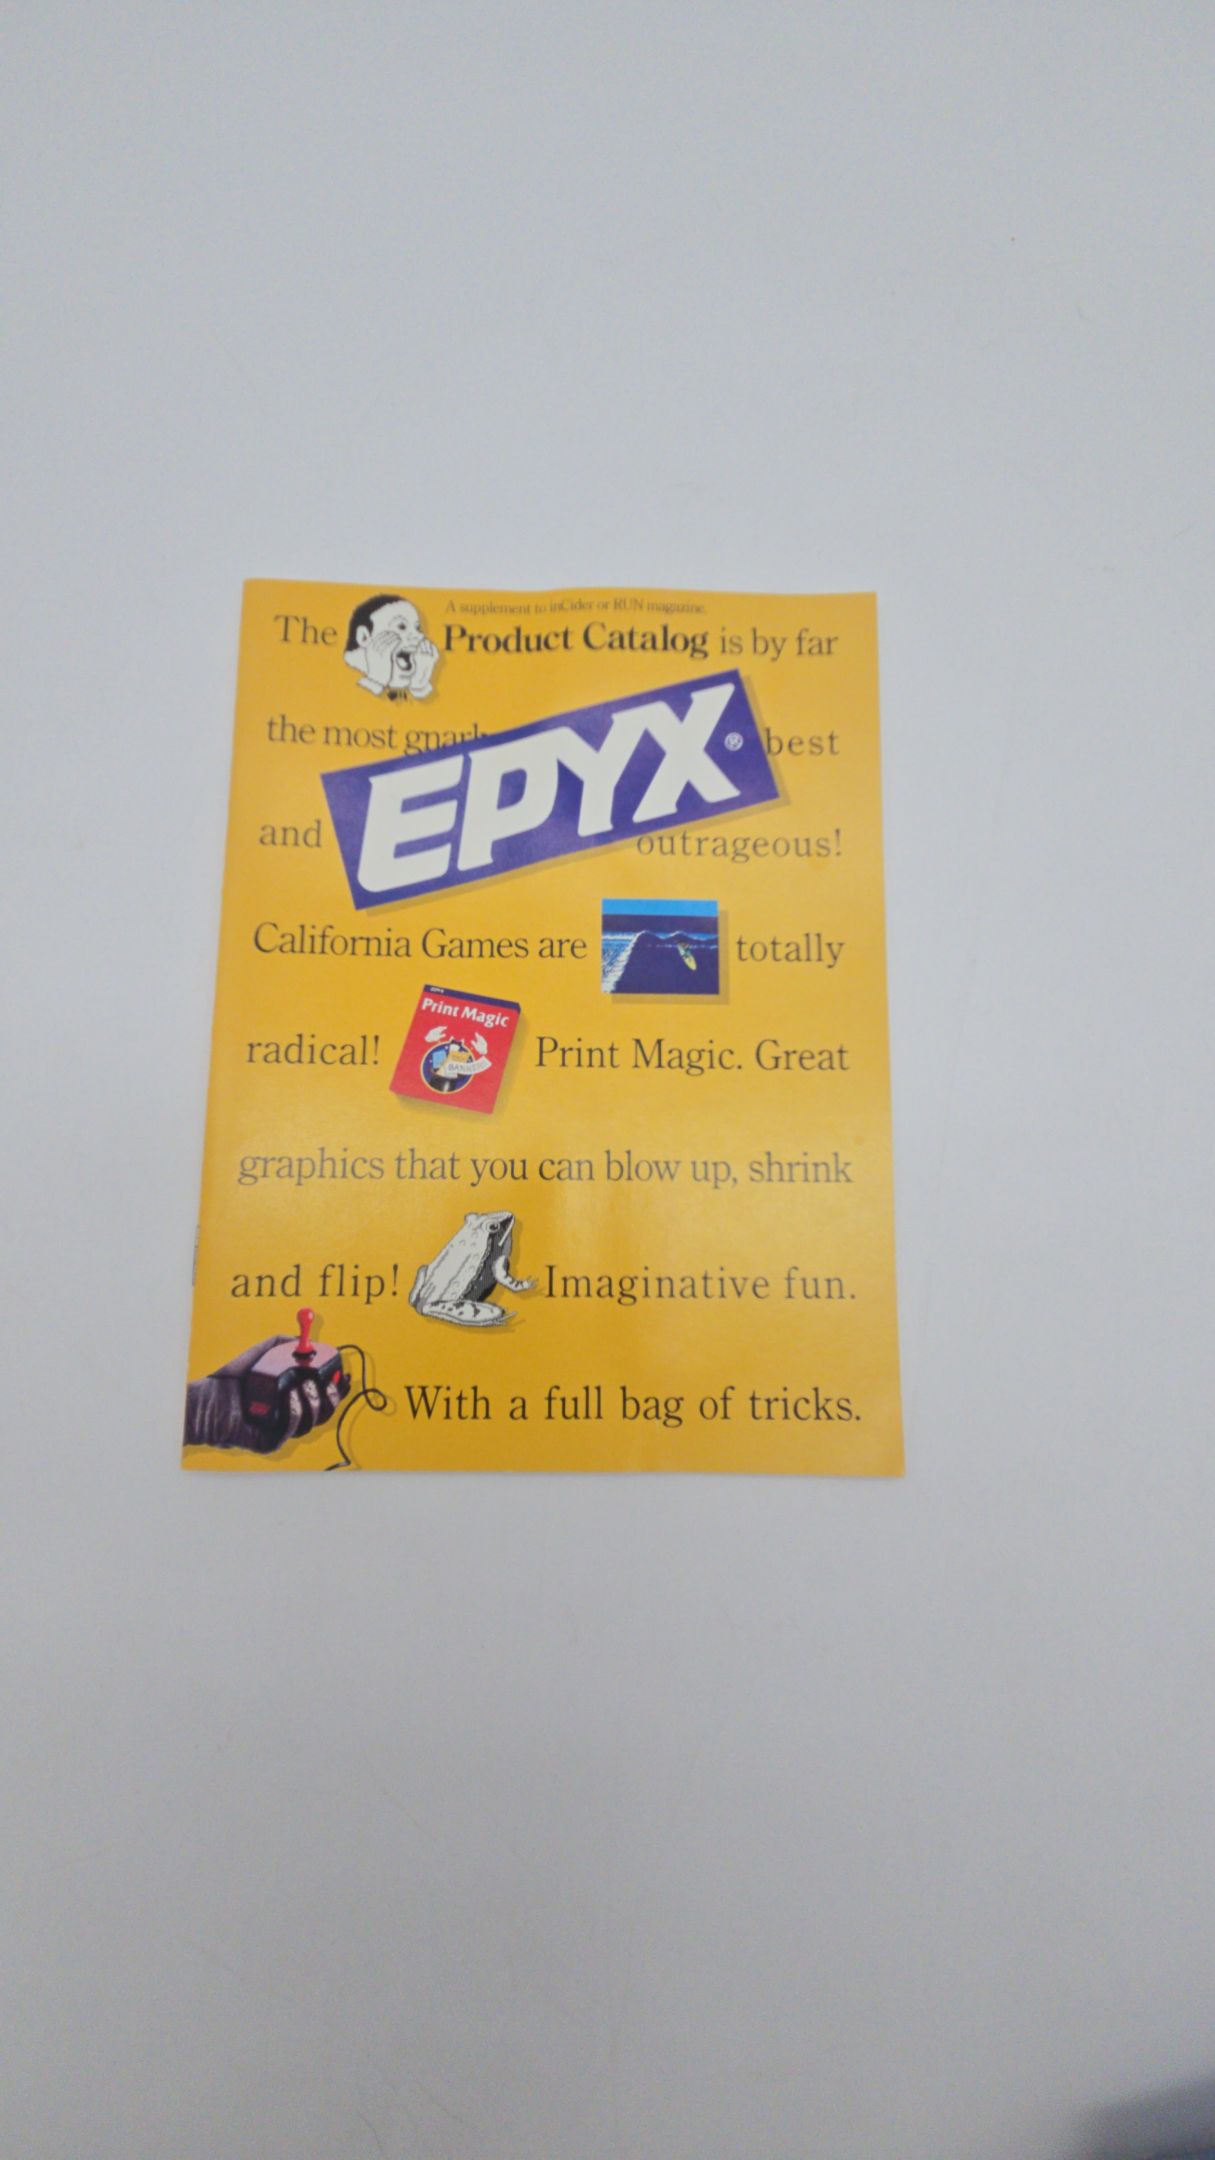 A supplement to inCider or RUN magazine.
The Product Catalog is by far
the most best
EPYX ®
and outrageous!
California Games are totally
radical! Print Magic. Great
EPYX
Print Magic
BANNERS
graphics that you can blow up, shrink
and flip! Imaginative fun.
With a full bag of tricks.